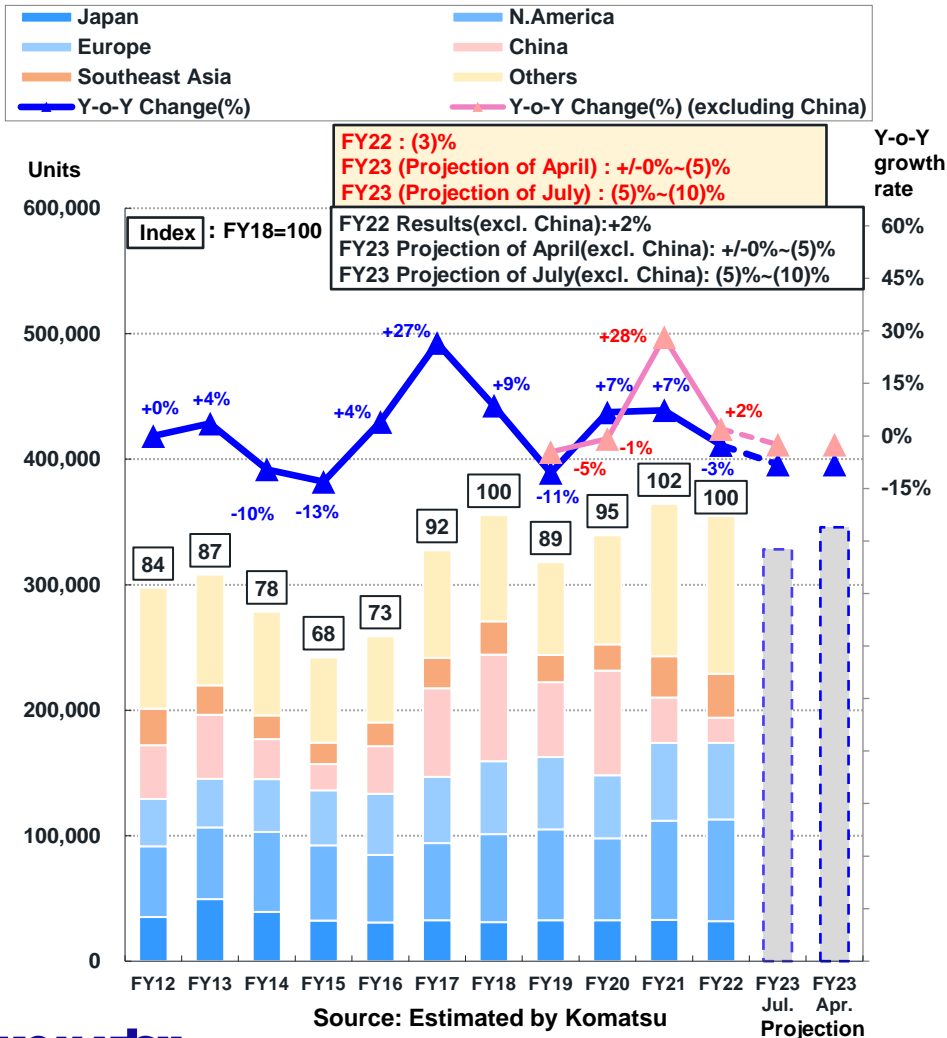 Japan N.America
Europe China
Southeast Asia Others
Y-o-Y Change(%) Y-o-Y Change(%) (excluding China)
FY22 : (3)%
FY23 (Projection of April) : +/-0%~(5)%
FY23 (Projection of July) : (5)%~(10)%
Y-o-Y
growth
rate
Units
FY22 Results(excl. China):+2%
FY23 Projection of April(excl. China): +/-0%~(5)%
FY23 Projection of July(excl. China): (5)%~(10)%
Index : FY18=100
600,000
500,000
400,000
300,000
200,000
100,000
0
60%
45%
30%
15%
0%
-15%
+0% +4% -10% -13% +4% +27% +9% -11% +7% +7% -3%
-5% -1% +28% +2%
84 87 78 68 73 92 100 89 95 102 100
FY12 FY13 FY14 FY15 FY16 FY17 FY18 FY19 FY20 FY21 FY22 FY23 FY23
Jul. Apr.
Projection
Source: Estimated by Komatsu